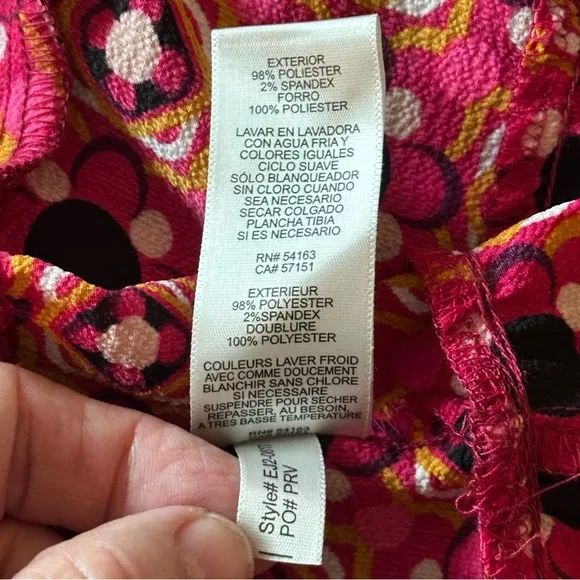 EXTERIOR
98% POLIESTER
2% SPANDEX
FORRO
100% POLIESTER
LAVAR EN LAVADORA
CON AGUA FRIA Y
COLORES IGUALES
CICLO SUAVE
SÓLO BLANQUEADOR
SIN CLORO CUANDO
SEA NECESARIO
SECAR COLGADO
PLANCHA TIBIA
SI ES NECESARIO
RN# 54163
CA# 57151
EXTERIEUR
98% POLYESTER
2%SPANDEX
DOUBLURE
100% POLYESTER
COULEURS LAVER FROID
AVEC COMME DOUCEMENT
BLANCHIR SANS CHLORE
SI NECESSAIRE
SUSPENDRE POUR SECHER
REPASSER, AU BESOIN,
A TRES BASSE TEMPERATURE
RN# 54163
Style#
PO# PRV